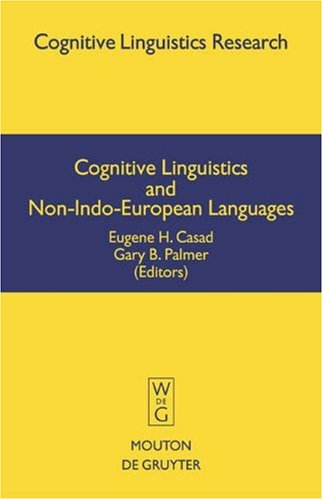 Cognitive Linguistics Research
Cognitive Linguistics
and
Non-Indo-European Languages
Eugene H. Casad
Gary B. Palmer
(Editors)
W
DE
G
MOUTON
DE GRUYTER